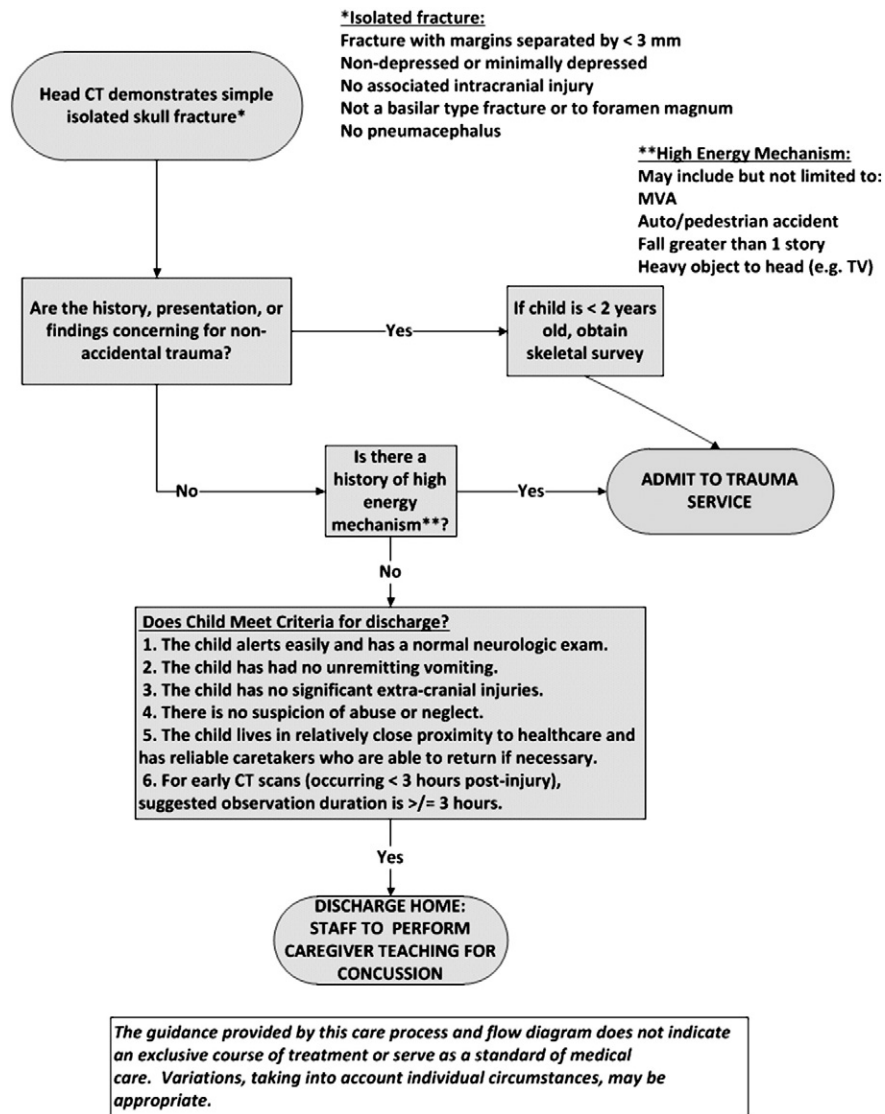 *Isolated fracture:
Fracture with margins separated by < 3 mm
Non-depressed or minimally depressed
No associated intracranial injury
Not a basilar type fracture or to foramen magnum
No pneumacephalus
Head CT demonstrates simple
isolated skull fracture*
**High Energy Mechanism:
May include but not limited to:
MVA
Auto/pedestrian accident
Fall greater than 1 story
Heavy object to head (e.g. TV)
Are the history, presentation, or
findings concerning for non-
accidental trauma?
Yes
If child is < 2 years
old, obtain
skeletal survey
No
Is there a
history of high
energy
mechanism**?
Yes
ADMIT TO TRAUMA
SERVICE
No
Does Child Meet Criteria for discharge?
1. The child alerts easily and has a normal neurologic exam.
2. The child has had no unremitting vomiting.
3. The child has no significant extra-cranial injuries.
4. There is no suspicion of abuse or neglect.
5. The child lives in relatively close proximity to healthcare and
has reliable caretakers who are able to return if necessary.
6. For early CT scans (occurring < 3 hours post-injury),
suggested observation duration is >/= 3 hours.
Yes
DISCHARGE HOME:
STAFF TO PERFORM
CAREGIVER TEACHING FOR
CONCUSSION
The guidance provided by this care process and flow diagram does not indicate
an exclusive course of treatment or serve as a standard of medical
care. Variations, taking into account individual circumstances, may be
appropriate.